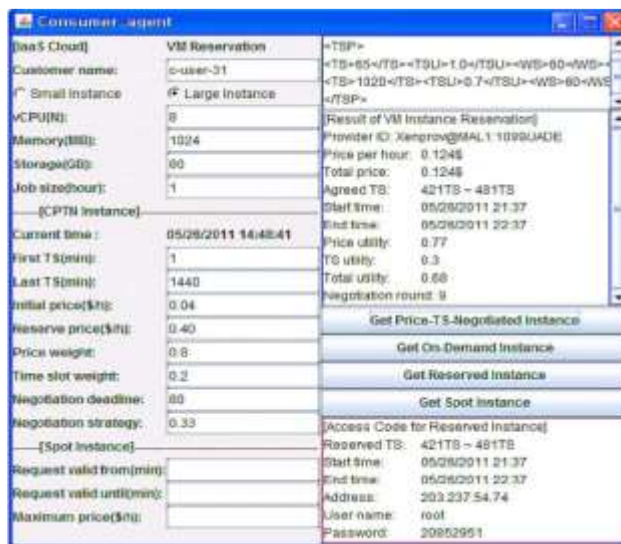 Consumer agent
[IaaS Cloud] VM Reservation
Customer name: c-user-31
Small Instance Large Instance
vCPU(N): 8
Memory(MB): 1024
Storage(GB): 80
Job size(hour): 1
[CPTN Instance]
Current time : 05/26/2011 14:48:41
First TS(min): 1
Last TS(min): 1440
Initial price($/h): 0.04
Reserve price($/h): 0.40
Price weight: 0.8
Time slot weight: 0.2
Negotiation deadline: 80
Negotiation strategy: 0.33
[Spot Instance]
Request valid from(min):
Request valid until(min):
Maximum price($/h):
<TSP>
<TS>65</TS><TSU>1.0</TSU><WS>60</WS>
<TS>1020</TS><TSU>0.7</TSU><WS>60</WS
</TSP>
[Result of VM Instance Reservation]
Provider ID: Xenprov@MAL1:1099/JADE
Price per hour: 0.124$
Total price: 0.124$
Agreed TS: 421TS ~ 481TS
Start time: 05/26/2011 21:37
End time: 05/26/2011 22:37
Price utility: 0.77
TS utility: 0.3
Total utility: 0.68
Negotiation round: 9
Get Price-TS-Negotiated Instance
Get On-Demand Instance
Get Reserved Instance
Get Spot Instance
[Access Code for Reserved Instance]
Reserved TS: 421TS ~ 481TS
Start time: 05/26/2011 21:37
End time: 05/26/2011 22:37
Address: 203.237.54.74
User name: root
Password: 20852951